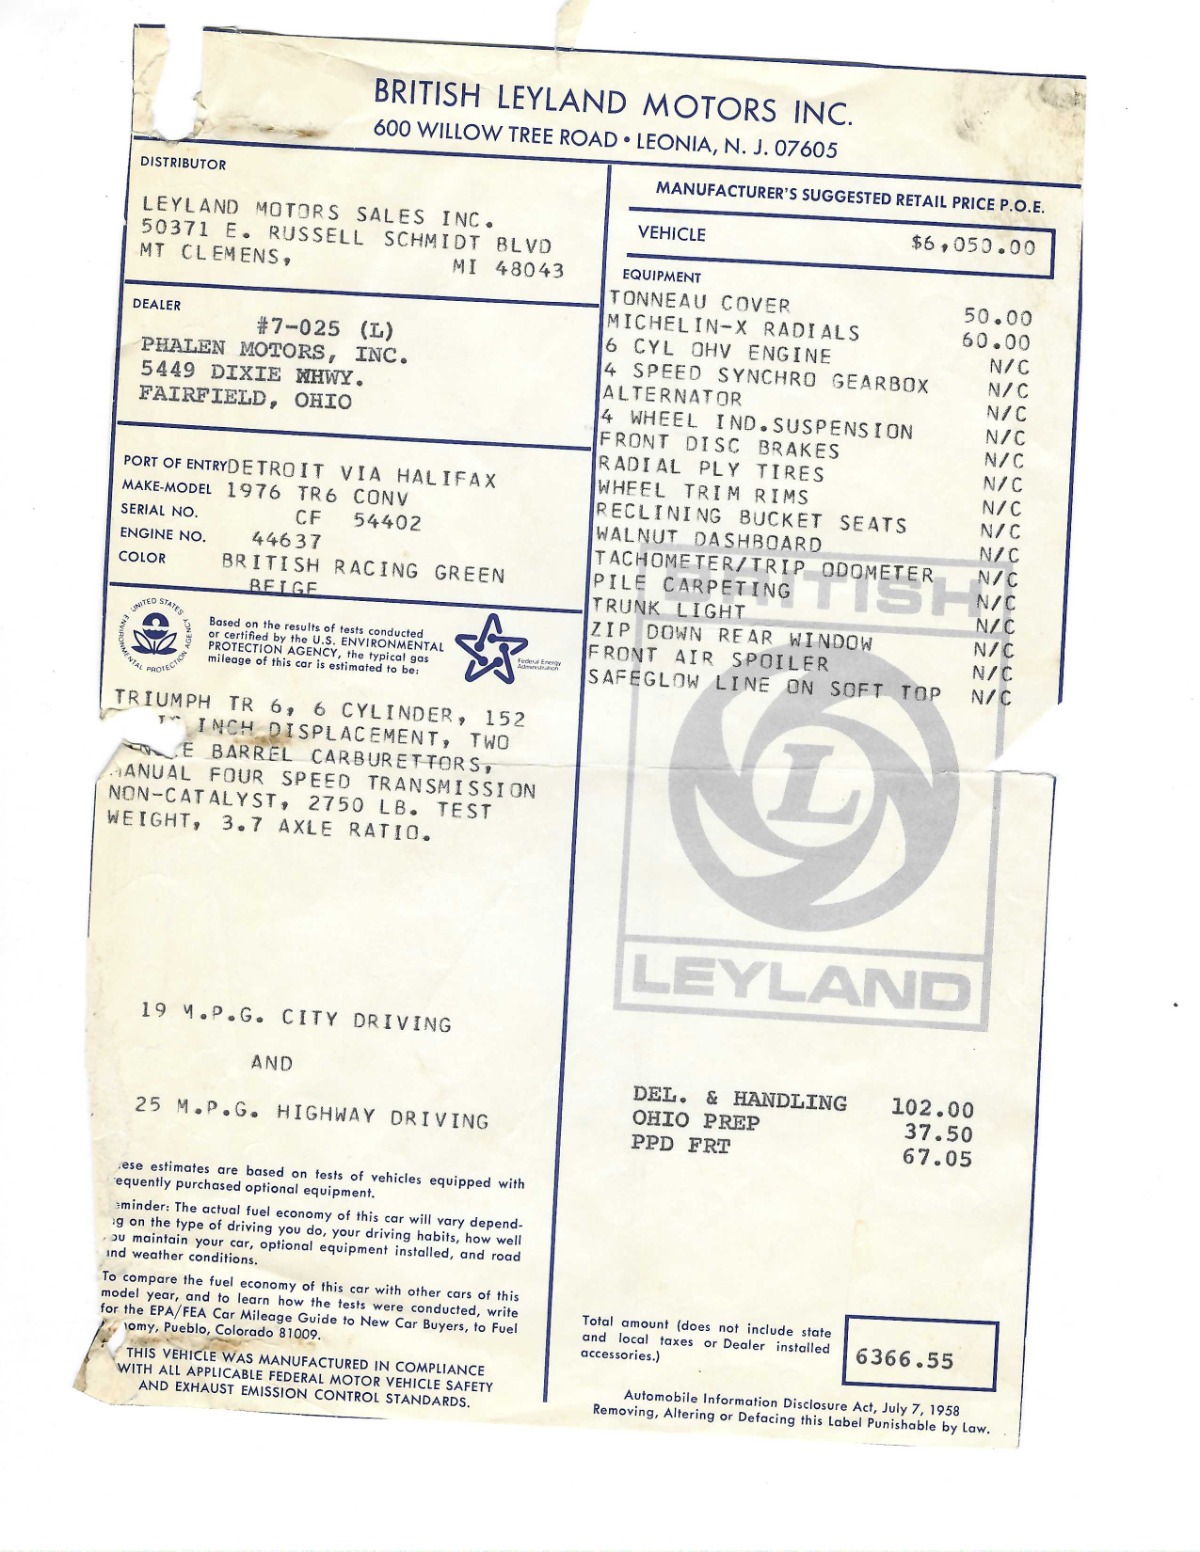 BRITISH LEYLAND MOTORS INC.
600 WILLOW TREE ROAD • LEONIA, N. J. 07605
DISTRIBUTOR
LEYLAND MOTORS SALES INC.
50371 E. RUSSELL SCHMIDT BLVD
MT CLEMENS, MI 48043
DEALER
#7-025 (L)
PHALEN MOTORS, INC.
5449 DIXIE HWY.
FAIRFIELD, OHIO
PORT OF ENTRY DETROIT VIA HALIFAX
MAKE-MODEL 1976 TR6 CONV
SERIAL NO. CF 54402
ENGINE NO. 44637
COLOR BRITISH RACING GREEN
BEIGE
UNITED STATES ENVIRONMENTAL PROTECTION AGENCY
Based on the results of tests conducted
or certified by the U.S. ENVIRONMENTAL
PROTECTION AGENCY, the typical gas
mileage of this car is estimated to be:
Federal Energy
Administration
TRIUMPH TR 6, 6 CYLINDER, 152
INCH DISPLACEMENT, TWO
BARREL CARBURETTORS,
MANUAL FOUR SPEED TRANSMISSION
NON-CATALYST, 2750 LB. TEST
WEIGHT, 3.7 AXLE RATIO.
19 M.P.G. CITY DRIVING
AND
25 M.P.G. HIGHWAY DRIVING
ese estimates are based on tests of vehicles equipped with
equently purchased optional equipment.
eminder: The actual fuel economy of this car will vary depend-
g on the type of driving you do, your driving habits, how well
ou maintain your car, optional equipment installed, and road
and weather conditions.
To compare the fuel economy of this car with other cars of this
model year, and to learn how the tests were conducted, write
for the EPA/FEA Car Mileage Guide to New Car Buyers, to Fuel
omy, Pueblo, Colorado 81009.
THIS VEHICLE WAS MANUFACTURED IN COMPLIANCE
WITH ALL APPLICABLE FEDERAL MOTOR VEHICLE SAFETY
AND EXHAUST EMISSION CONTROL STANDARDS.
MANUFACTURER'S SUGGESTED RETAIL PRICE P.O.E.
VEHICLE $6,050.00
EQUIPMENT
TONNEAU COVER 50.00
MICHELIN-X RADIALS 60.00
6 CYL OHV ENGINE N/C
4 SPEED SYNCHRO GEARBOX N/C
ALTERNATOR N/C
4 WHEEL IND.SUSPENSION N/C
FRONT DISC BRAKES N/C
RADIAL PLY TIRES N/C
WHEEL TRIM RIMS N/C
RECLINING BUCKET SEATS N/C
WALNUT DASHBOARD N/C
TACHOMETER/TRIP ODOMETER N/C
PILE CARPETING N/C
TRUNK LIGHT N/C
ZIP DOWN REAR WINDOW N/C
FRONT AIR SPOILER N/C
SAFEGLOW LINE ON SOFT TOP N/C
BRITISH
L
LEYLAND
DEL. & HANDLING 102.00
OHIO PREP 37.50
PPD FRT 67.05
Total amount (does not include state
and local taxes or Dealer installed
accessories.)
6366.55
Automobile Information Disclosure Act, July 7, 1958
Removing, Altering or Defacing this Label Punishable by Law.